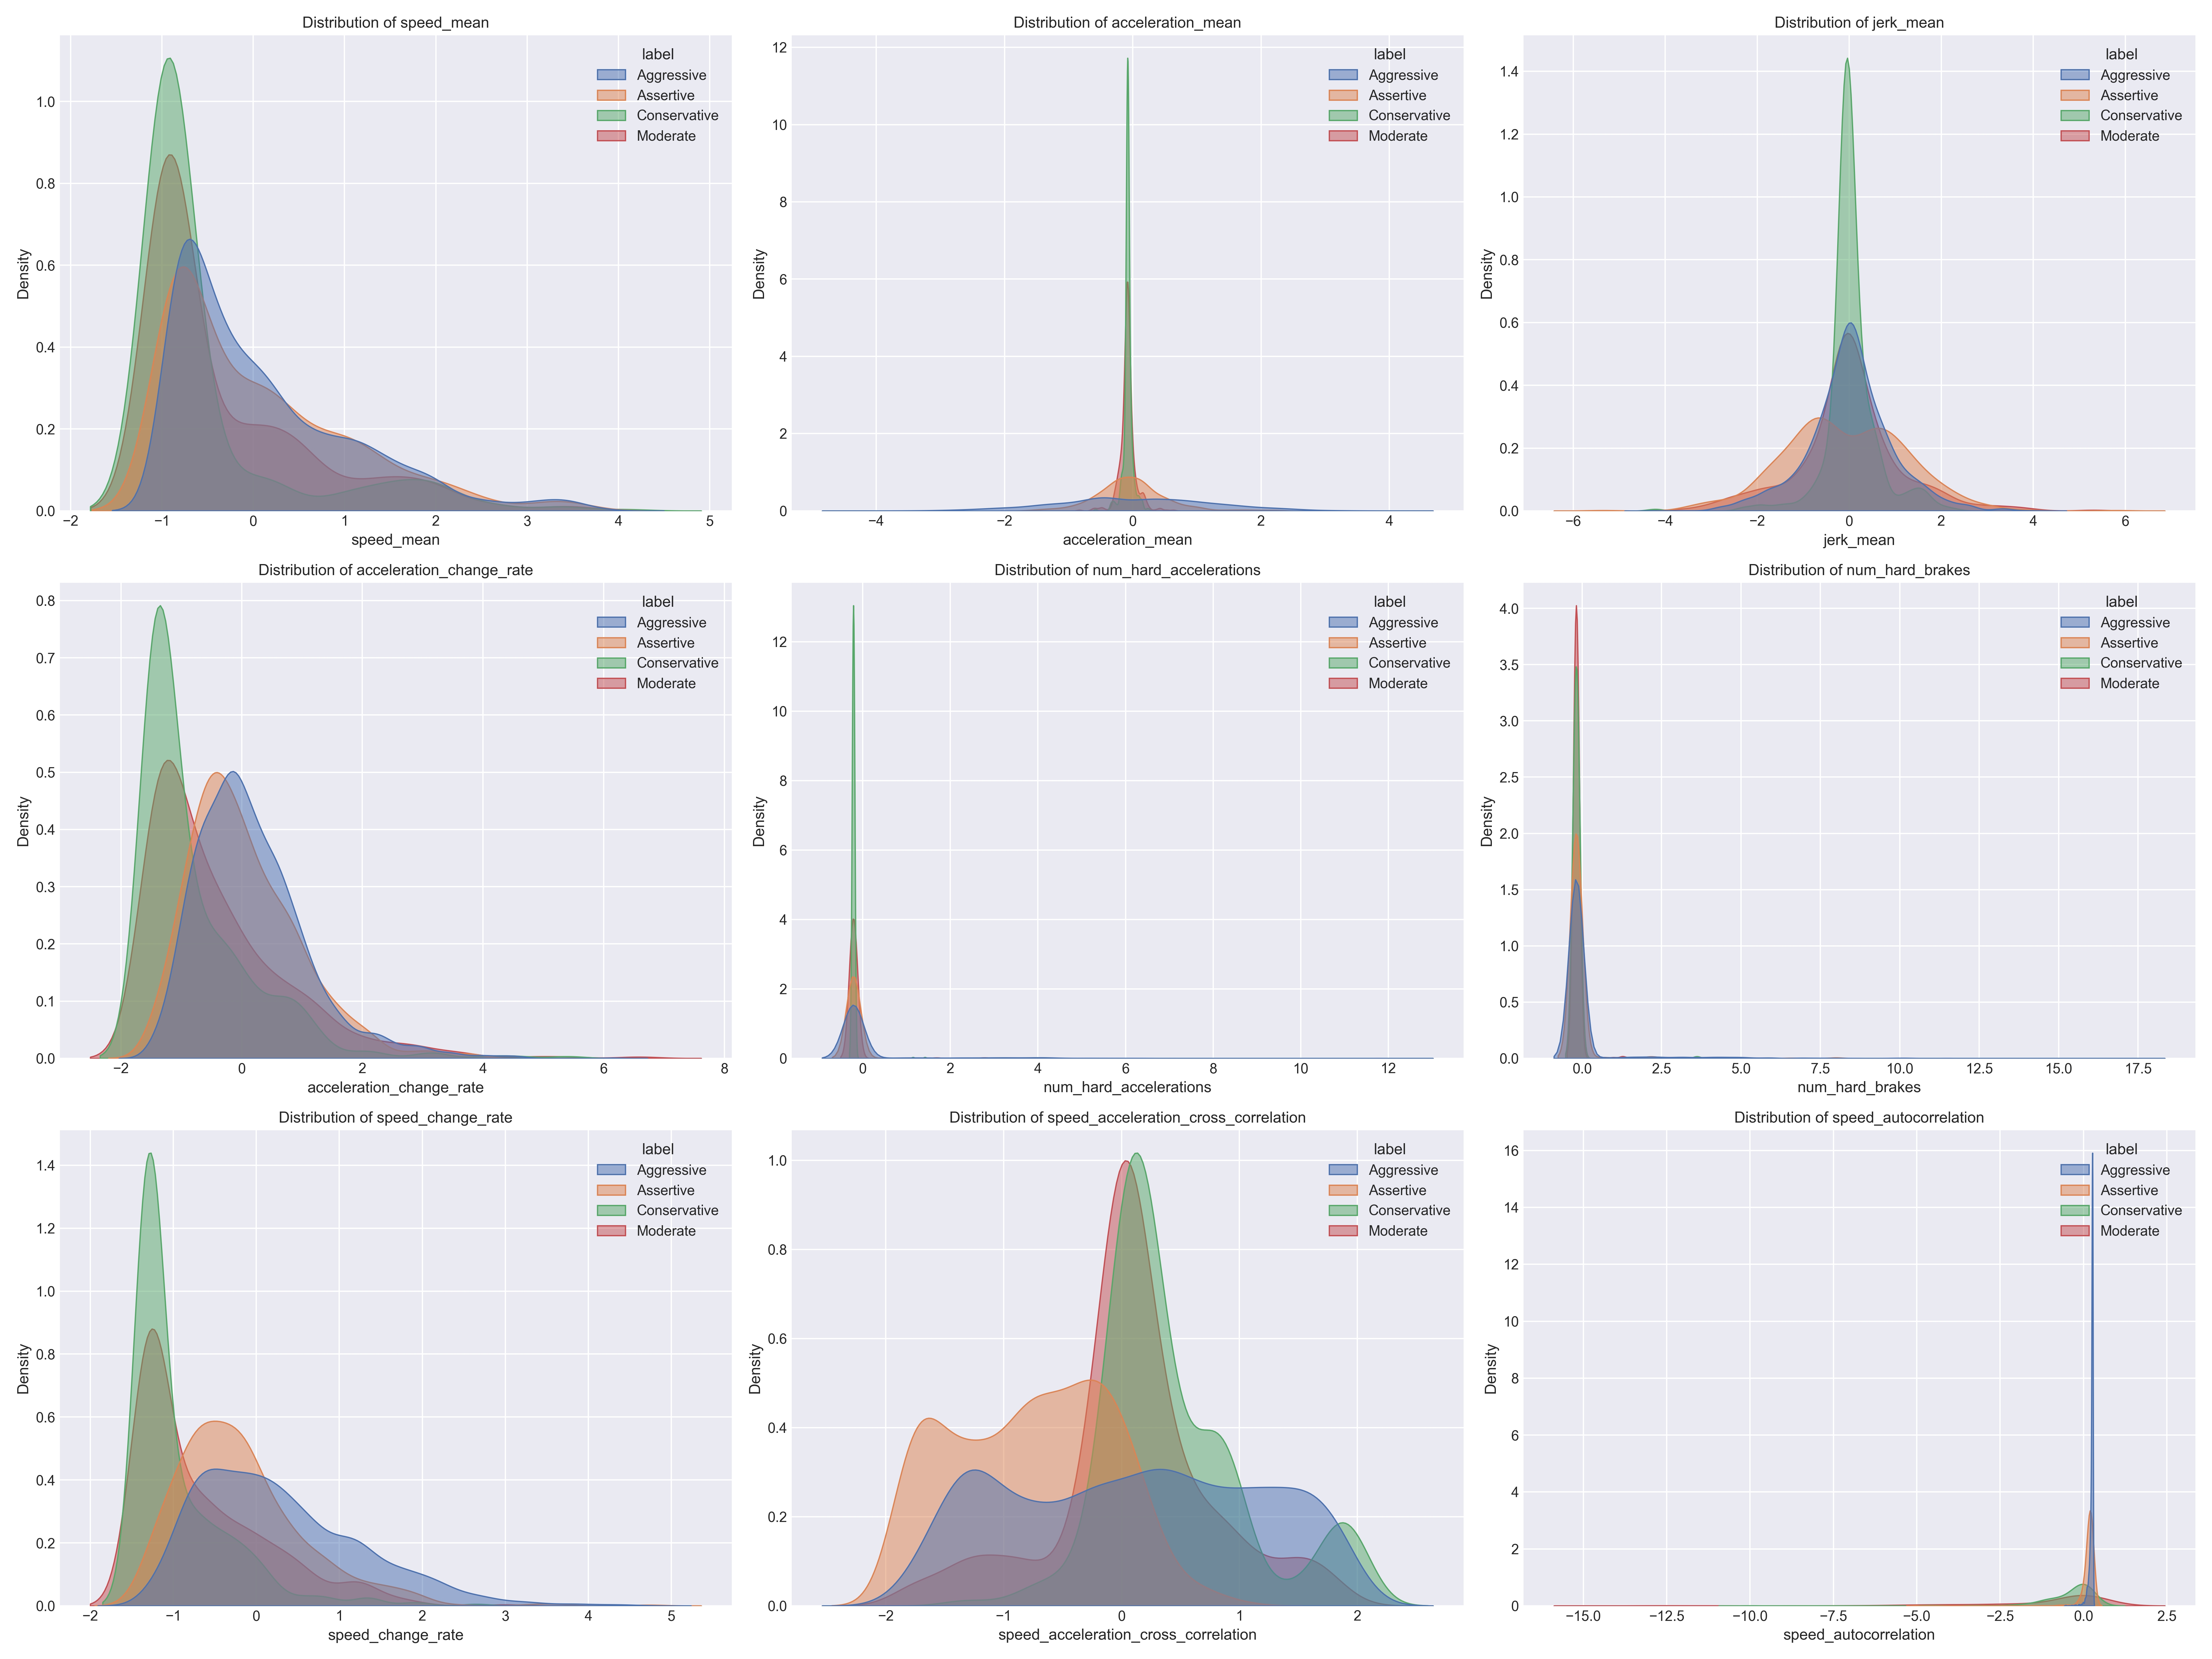 Distribution of speed_mean
label
Aggressive
Assertive
Conservative
Moderate
Density
1.0
0.8
0.6
0.4
0.2
0.0
−2 −1 0 1 2 3 4 5
speed_mean
Distribution of acceleration_mean
label
Aggressive
Assertive
Conservative
Moderate
Density
12
10
8
6
4
2
0
−4 −2 0 2 4
acceleration_mean
Distribution of jerk_mean
label
Aggressive
Assertive
Conservative
Moderate
Density
1.4
1.2
1.0
0.8
0.6
0.4
0.2
0.0
−6 −4 −2 0 2 4 6
jerk_mean
Distribution of acceleration_change_rate
label
Aggressive
Assertive
Conservative
Moderate
Density
0.8
0.7
0.6
0.5
0.4
0.3
0.2
0.1
0.0
−2 0 2 4 6 8
acceleration_change_rate
Distribution of num_hard_accelerations
label
Aggressive
Assertive
Conservative
Moderate
Density
12
10
8
6
4
2
0
0 2 4 6 8 10 12
num_hard_accelerations
Distribution of num_hard_brakes
label
Aggressive
Assertive
Conservative
Moderate
Density
4.0
3.5
3.0
2.5
2.0
1.5
1.0
0.5
0.0
0.0 2.5 5.0 7.5 10.0 12.5 15.0 17.5
num_hard_brakes
Distribution of speed_change_rate
label
Aggressive
Assertive
Conservative
Moderate
Density
1.4
1.2
1.0
0.8
0.6
0.4
0.2
0.0
−2 −1 0 1 2 3 4 5
speed_change_rate
Distribution of speed_acceleration_cross_correlation
label
Aggressive
Assertive
Conservative
Moderate
Density
1.0
0.8
0.6
0.4
0.2
0.0
−2 −1 0 1 2
speed_acceleration_cross_correlation
Distribution of speed_autocorrelation
label
Aggressive
Assertive
Conservative
Moderate
Density
16
14
12
10
8
6
4
2
0
−15.0 −12.5 −10.0 −7.5 −5.0 −2.5 0.0 2.5
speed_autocorrelation